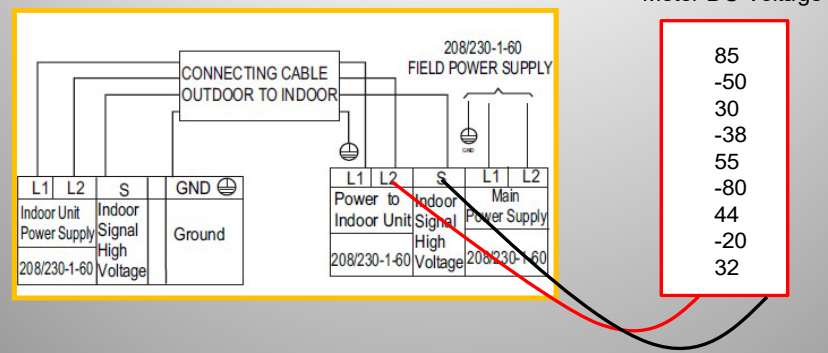 Meter DC Voltage
208/230-1-60
FIELD POWER SUPPLY
CONNECTING CABLE
OUTDOOR TO INDOOR
GND
L1 L2 S GND
Indoor Unit
Power Supply
208/230-1-60
Indoor
Signal
High
Voltage
Ground
L1 L2 S L1 L2
Power to
Indoor Unit
208/230-1-60
Indoor
Signal
High
Voltage
Main
Power Supply
208/230-1-60
85
-50
30
-38
55
-80
44
-20
32